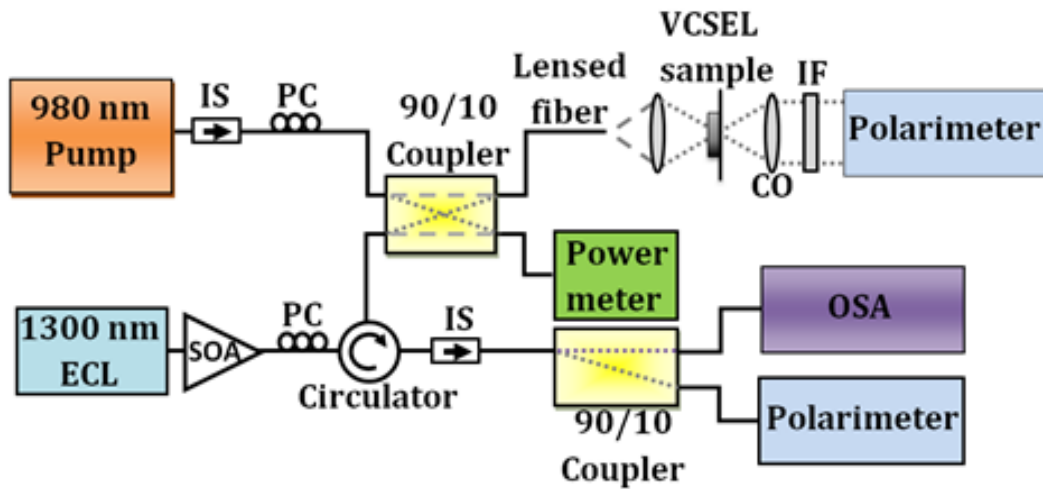 980 nm
Pump
IS
PC
90/10
Coupler
Lensed
fiber
VCSEL
sample
IF
CO
Polarimeter
Power
meter
1300 nm
ECL
SOA
PC
Circulator
IS
90/10
Coupler
OSA
Polarimeter